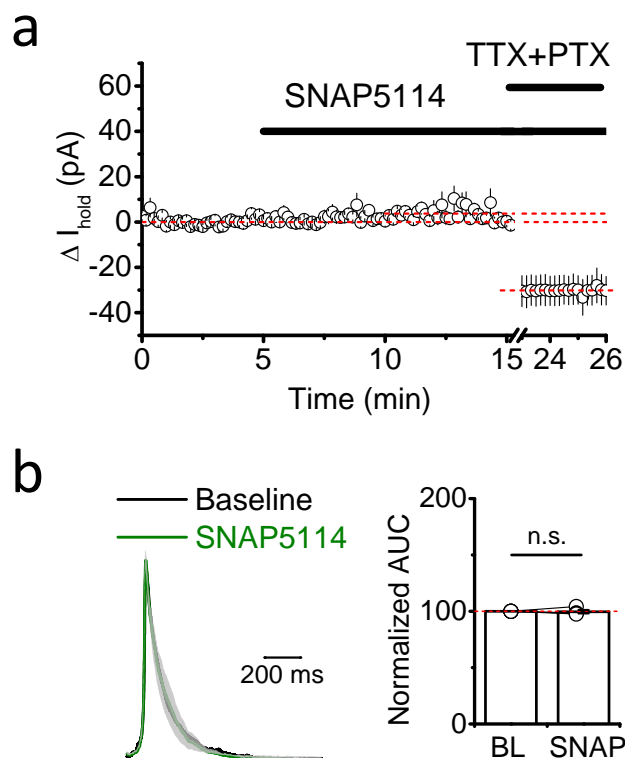 a
TTX+PTX
SNAP5114
60
40
20
0
-20
-40
Δ I_hold (pA)
0 5 10 15 24 26
Time (min)
b
Baseline
SNAP5114
200 ms
200
100
0
Normalized AUC
n.s.
BL SNAP